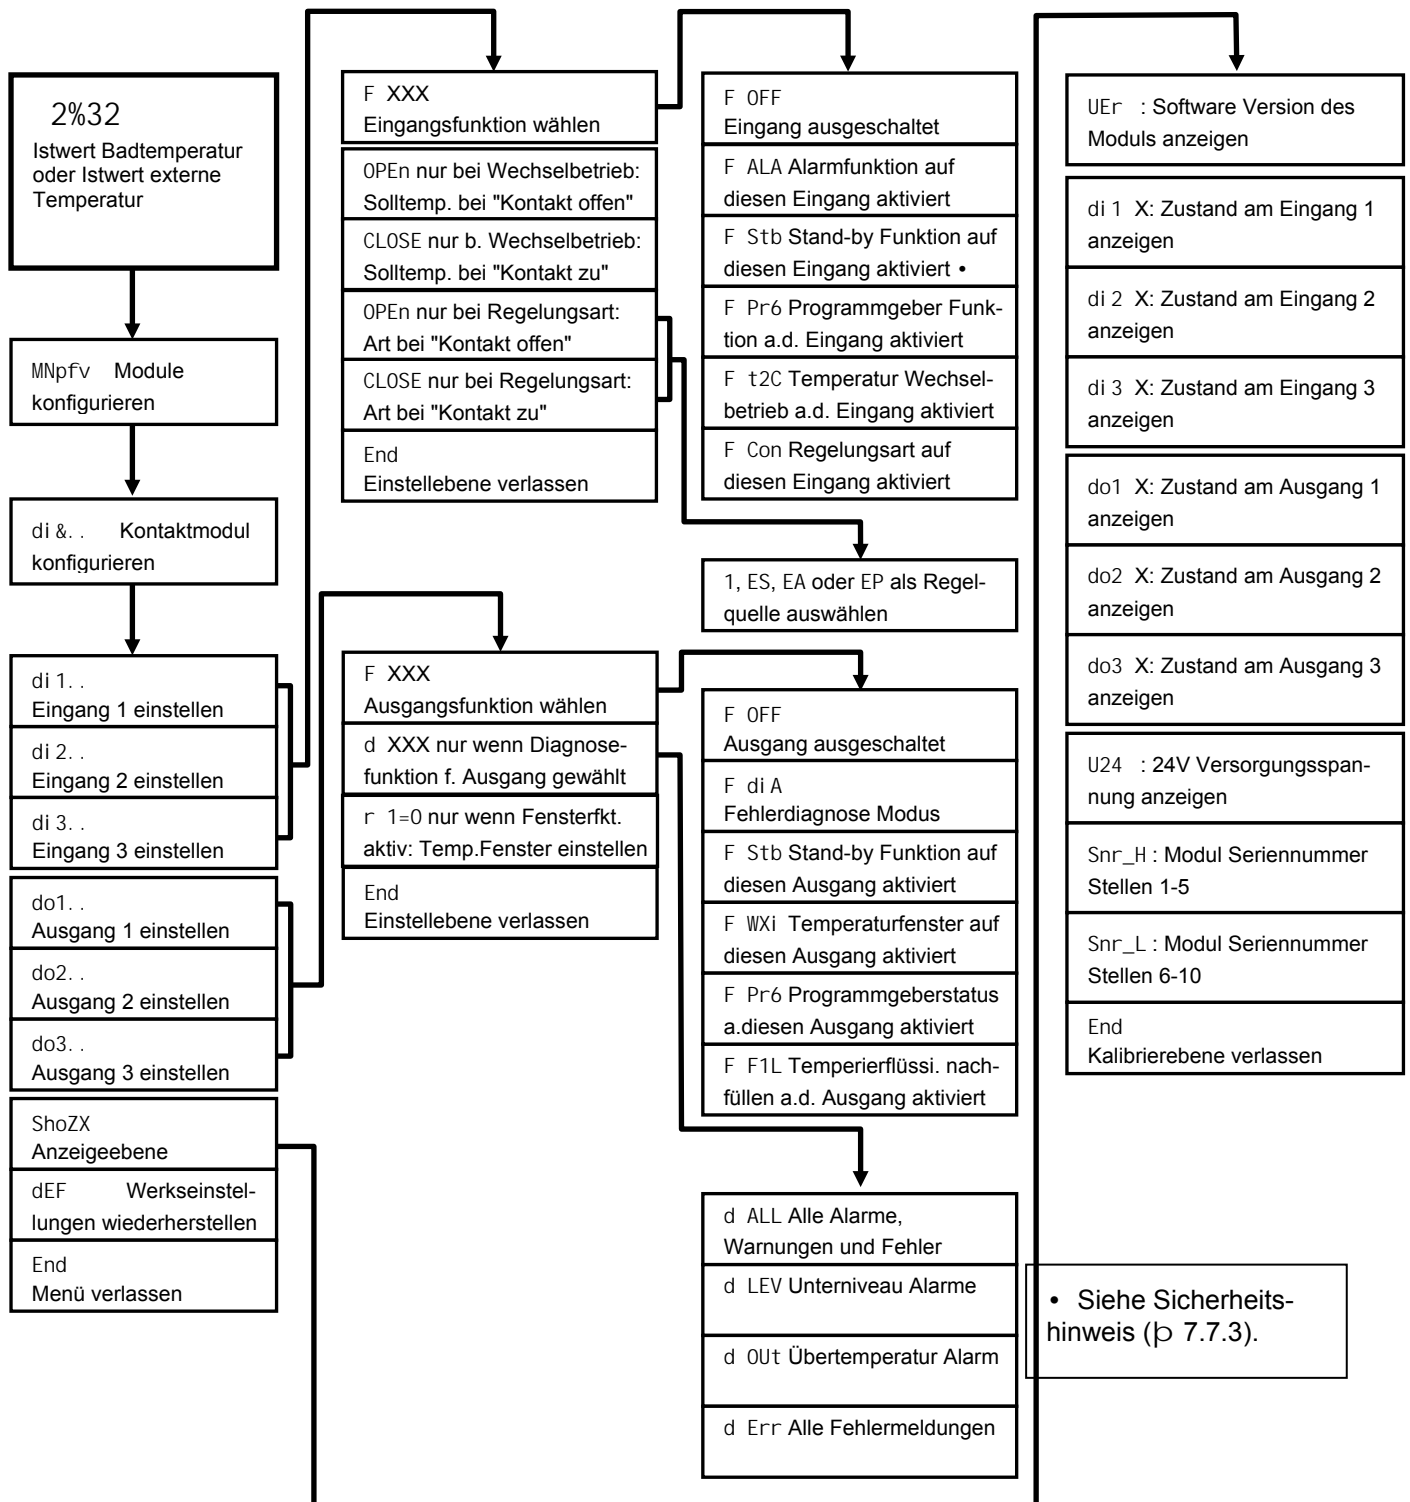 2%32
Istwert Badtemperatur
oder Istwert externe
Temperatur
MNpfv Module
konfigurieren
di&.. Kontaktmodul
konfigurieren
di1..
Eingang 1 einstellen
di2..
Eingang 2 einstellen
di3..
Eingang 3 einstellen
do1..
Ausgang 1 einstellen
do2..
Ausgang 2 einstellen
do3..
Ausgang 3 einstellen
ShoZX
Anzeigeebene
dEF Werkseinstel-
lungen wiederherstellen
End
Menü verlassen
F XXX
Eingangsfunktion wählen
OPEn nur bei Wechselbetrieb:
Solltemp. bei "Kontakt offen"
CLOSE nur b. Wechselbetrieb:
Solltemp. bei "Kontakt zu"
OPEn nur bei Regelungsart:
Art bei "Kontakt offen"
CLOSE nur bei Regelungsart:
Art bei "Kontakt zu"
End
Einstellebene verlassen
F XXX
Ausgangsfunktion wählen
d XXX nur wenn Diagnose-
funktion f. Ausgang gewählt
r 1=0 nur wenn Fensterfkt.
aktiv: Temp.Fenster einstellen
End
Einstellebene verlassen
F OFF
Eingang ausgeschaltet
F ALA Alarmfunktion auf
diesen Eingang aktiviert
F Stb Stand-by Funktion auf
diesen Eingang aktiviert •
F Pr6 Programmgeber Funk-
tion a.d. Eingang aktiviert
F t2C Temperatur Wechsel-
betrieb a.d. Eingang aktiviert
F Con Regelungsart auf
diesen Eingang aktiviert
1, ES, EA oder EP als Regel-
quelle auswählen
F OFF
Ausgang ausgeschaltet
F diA
Fehlerdiagnose Modus
F Stb Stand-by Funktion auf
diesen Ausgang aktiviert
F WXi Temperaturfenster auf
diesen Ausgang aktiviert
F Pr6 Programmgeberstatus
a.diesen Ausgang aktiviert
F F1L Temperierflüssi. nach-
füllen a.d. Ausgang aktiviert
d ALL Alle Alarme,
Warnungen und Fehler
d LEV Unterniveau Alarme
d OUt Übertemperatur Alarm
d Err Alle Fehlermeldungen
UEr : Software Version des
Moduls anzeigen
di1 X: Zustand am Eingang 1
anzeigen
di2 X: Zustand am Eingang 2
anzeigen
di3 X: Zustand am Eingang 3
anzeigen
do1 X: Zustand am Ausgang 1
anzeigen
do2 X: Zustand am Ausgang 2
anzeigen
do3 X: Zustand am Ausgang 3
anzeigen
U24 : 24V Versorgungsspan-
nung anzeigen
Snr_H : Modul Seriennummer
Stellen 1-5
Snr_L : Modul Seriennummer
Stellen 6-10
End
Kalibrierebene verlassen
• Siehe Sicherheits-
hinweis (þ 7.7.3).